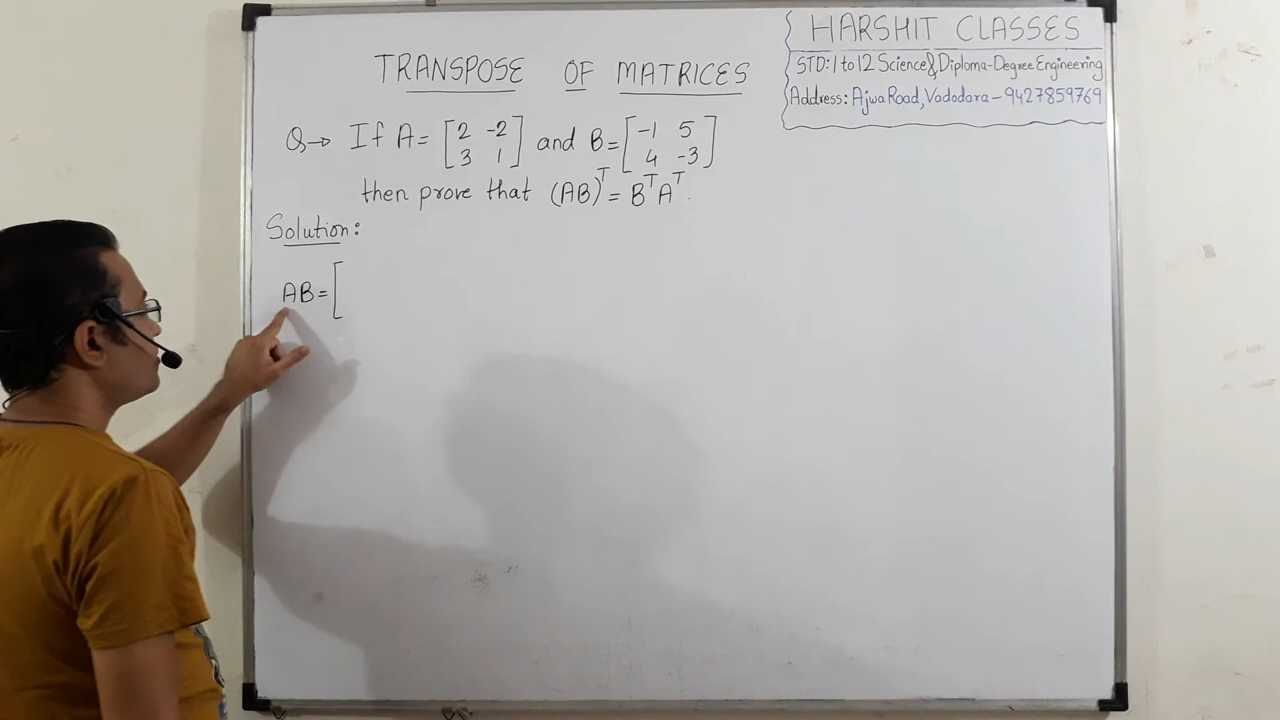 HARSHIT CLASSES
STD: 1 to 12 Science & Diploma-Degree Engineering
Address: Ajwa Road, Vadodara - 9427859769
TRANSPOSE OF MATRICES
Q→ If A = [2 -2; 3 1] and B = [-1 5; 4 -3]
then prove that (AB)ᵀ = BᵀAᵀ.
Solution:
AB = [